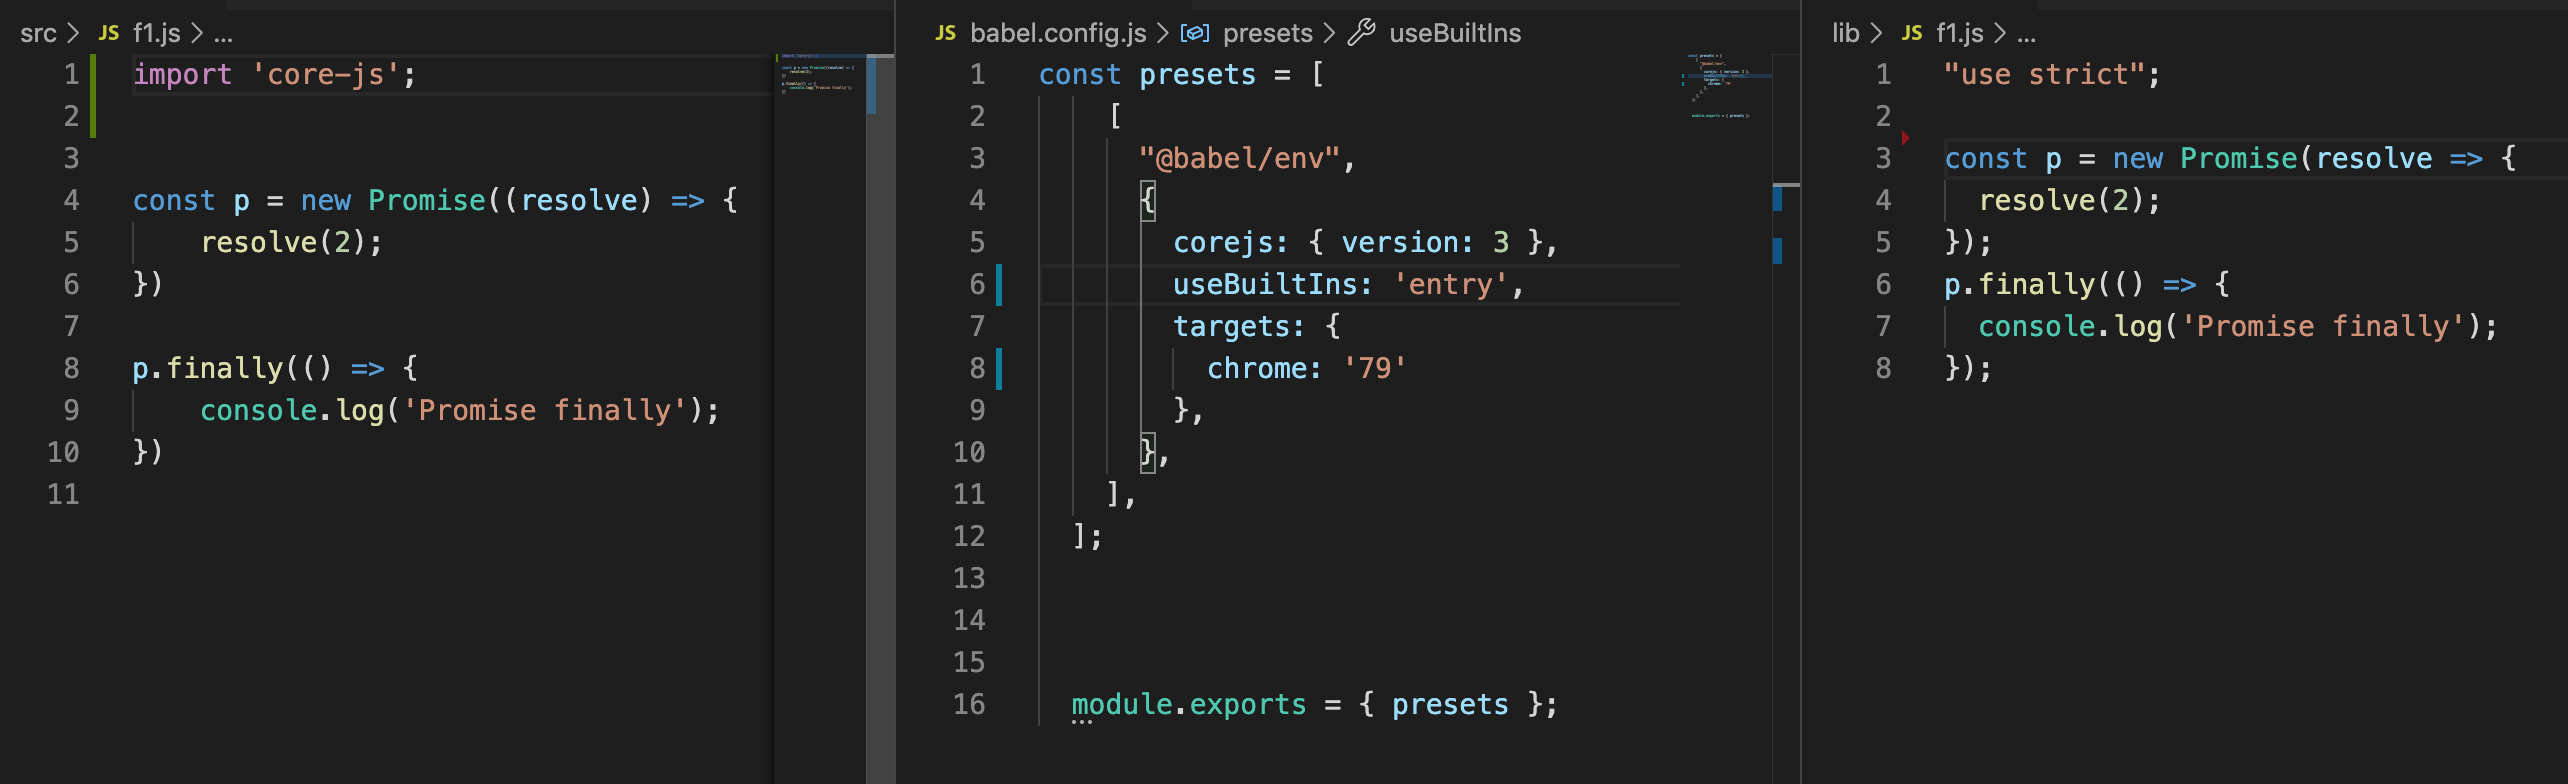 src > JS f1.js > ...
1 import 'core-js';
2
3
4 const p = new Promise((resolve) => {
5     resolve(2);
6 })
7
8 p.finally(() => {
9     console.log('Promise finally');
10 })
11
JS babel.config.js > presets > useBuiltIns
1 const presets = [
2     [
3       "@babel/env",
4       {
5         corejs: { version: 3 },
6         useBuiltIns: 'entry',
7         targets: {
8           chrome: '79'
9         },
10       },
11     ],
12   ];
13
14
15
16   module.exports = { presets };
lib > JS f1.js > ...
1 "use strict";
2
3 const p = new Promise(resolve => {
4   resolve(2);
5 });
6 p.finally(() => {
7   console.log('Promise finally');
8 });